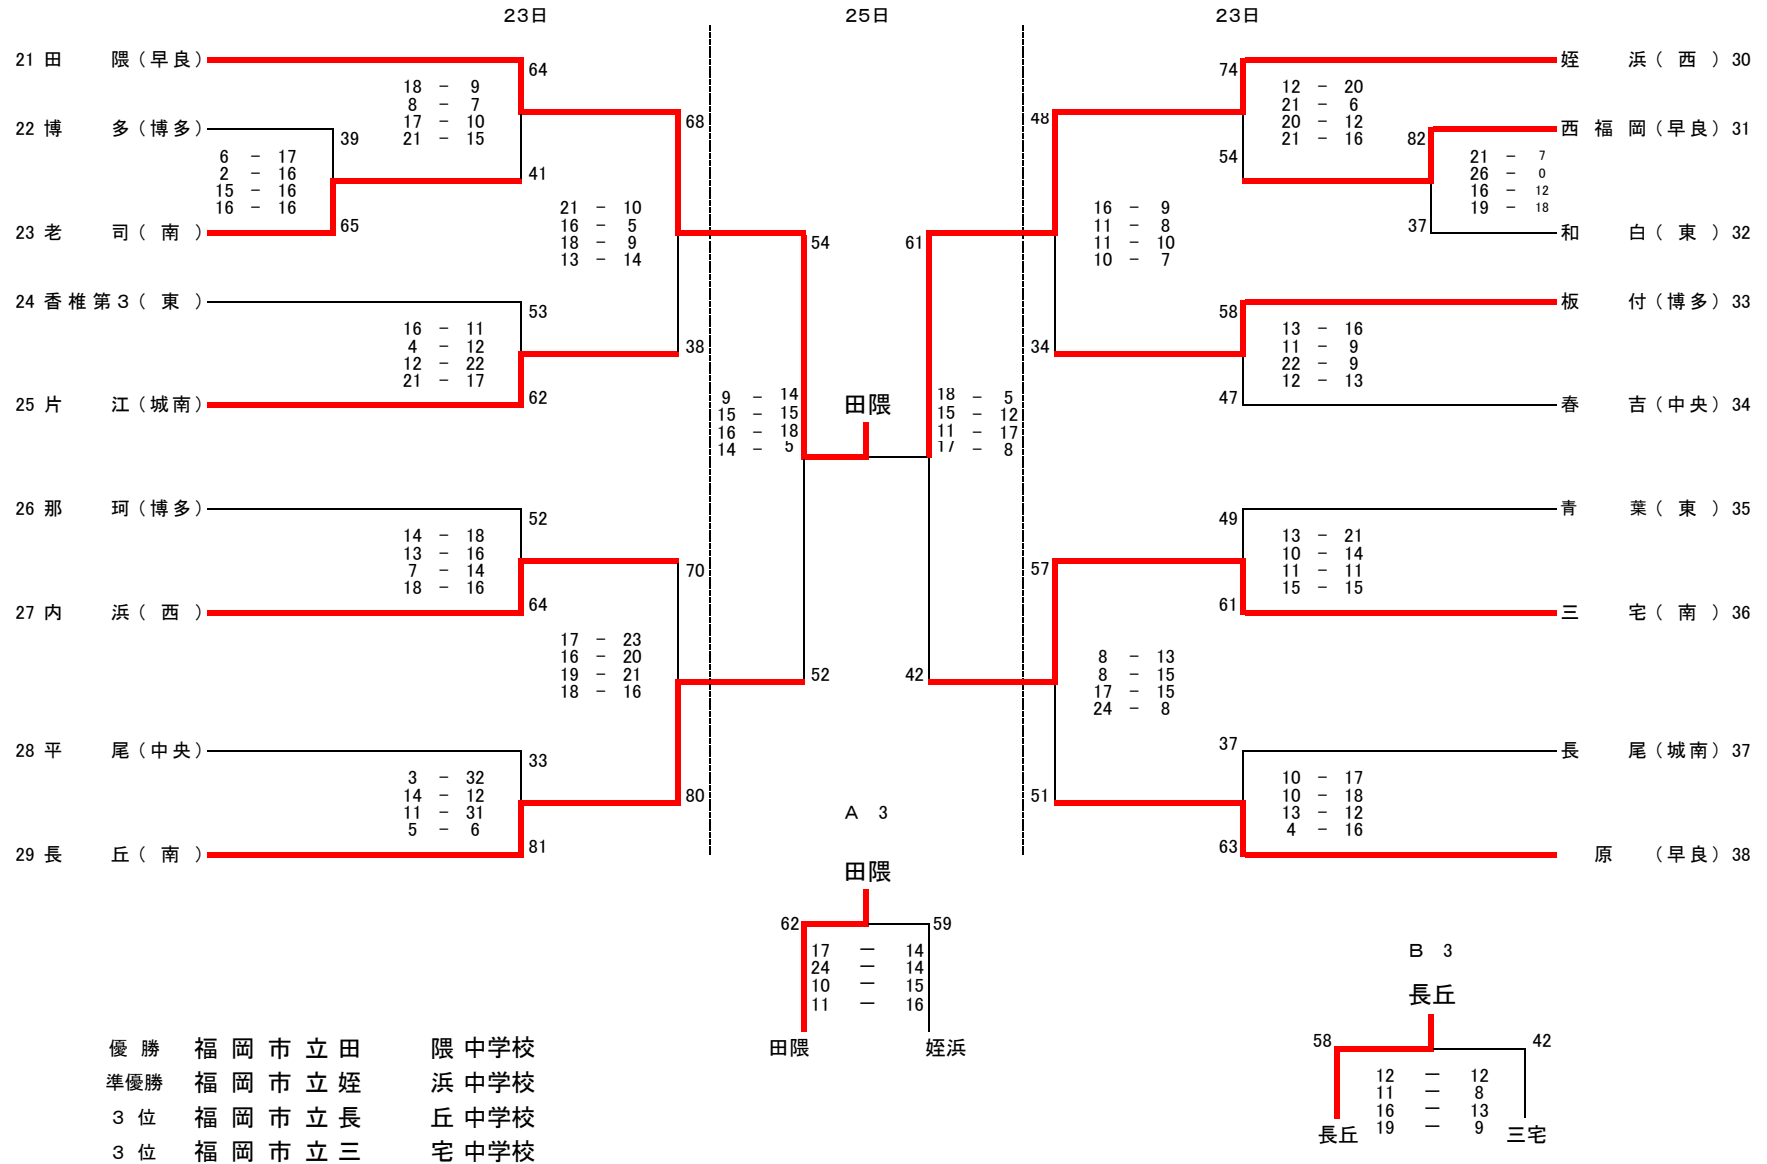 23日 25日 23日
21 田 隈(早良)
64
18 - 9
8 - 7
17 - 10
21 - 15
22 博 多(博多)
39
6 - 17
2 - 16
15 - 16
16 - 16
41
23 老 司( 南 )
65
68
21 - 10
16 - 5
18 - 9
13 - 14
24 香椎第3( 東 )
53
16 - 11
4 - 12
12 - 22
21 - 17
38
25 片 江(城南)
62
54
9 - 14
15 - 15
16 - 18
14 - 5
26 那 珂(博多)
52
14 - 18
13 - 16
7 - 14
18 - 16
70
27 内 浜( 西 )
64
17 - 23
16 - 20
19 - 21
18 - 16
52
28 平 尾(中央)
33
3 - 32
14 - 12
11 - 31
5 - 6
80
29 長 丘( 南 )
81
田隈
姪 浜( 西 ) 30
74
12 - 20
21 - 6
20 - 12
21 - 16
48
西 福 岡(早良) 31
82
54
21 - 7
26 - 0
16 - 12
19 - 18
和 白( 東 ) 32
37
61
16 - 9
11 - 8
11 - 10
10 - 7
板 付(博多) 33
58
13 - 16
11 - 9
22 - 9
12 - 13
34
春 吉(中央) 34
47
18 - 5
15 - 12
11 - 17
17 - 8
青 葉( 東 ) 35
49
13 - 21
10 - 14
11 - 11
15 - 15
57
三 宅( 南 ) 36
61
8 - 13
8 - 15
17 - 15
24 - 8
42
長 尾(城南) 37
37
10 - 17
10 - 18
13 - 12
4 - 16
51
原 (早良) 38
63
A 3
田隈
62 59
17 ー 14
24 ー 14
10 ー 15
11 ー 16
田隈 姪浜
B 3
長丘
58 42
12 ー 12
11 ー 8
16 ー 13
19 ー 9
長丘 三宅
優 勝 福 岡 市 立 田 隈 中学校
準優勝 福 岡 市 立 姪 浜 中学校
3 位 福 岡 市 立 長 丘 中学校
3 位 福 岡 市 立 三 宅 中学校